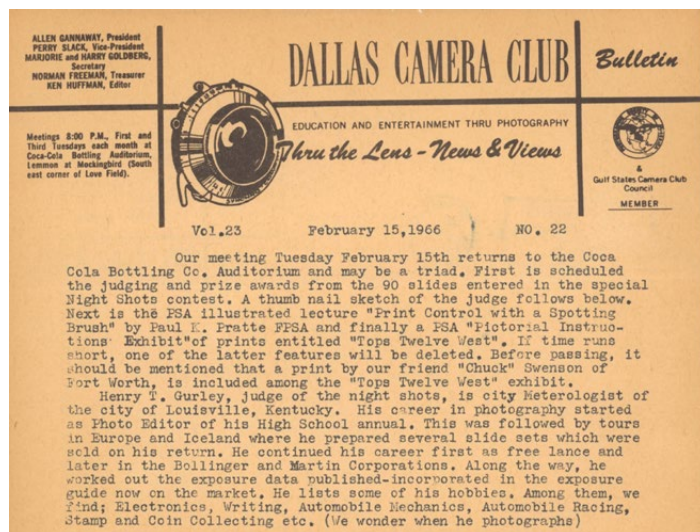 ALLEN GANNAWAY, President
PERRY SLACK, Vice-President
MARJORIE and HARRY GOLDBERG,
Secretary
NORMAN FREEMAN, Treasurer
KEN HUFFMAN, Editor
Meetings 8:00 P.M., First and
Third Tuesdays each month at
Coca-Cola Bottling Auditorium,
Lemmon at Mockingbird (South
east corner of Love Field).
DALLAS CAMERA CLUB
Bulletin
EDUCATION AND ENTERTAINMENT THRU PHOTOGRAPHY
Thru the Lens - News & Views
&
Gulf States Camera Club
Council
MEMBER
Vol.23 February 15,1966 NO. 22
Our meeting Tuesday February 15th returns to the Coca
Cola Bottling Co. Auditorium and may be a triad. First is scheduled
the judging and prize awards from the 90 slides entered in the special
Night Shots contest. A thumb nail sketch of the judge follows below.
Next is the PSA illustrated lecture "Print Control with a Spotting
Brush" by Paul K. Pratte FPSA and finally a PSA "Pictorial Instruc-
tions Exhibit"of prints entitled "Tops Twelve West". If time runs
short, one of the latter features will be deleted. Before passing, it
should be mentioned that a print by our friend "Chuck" Swenson of
Fort Worth, is included among the "Tops Twelve West" exhibit.
Henry T. Gurley, judge of the night shots, is city Meterologist of
the city of Louisville, Kentucky. His career in photography started
as Photo Editor of his High School annual. This was followed by tours
in Europe and Iceland where he prepared several slide sets which were
sold on his return. He continued his career first as free lance and
later in the Bollinger and Martin Corporations. Along the way, he
worked out the exposure data published-incorporated in the exposure
guide now on the market. He lists some of his hobbies. Among them, we
find; Electronics, Writing, Automobile Mechanics, Automobile Racing,
Stamp and Coin Collecting etc. (We wonder when he photographs)